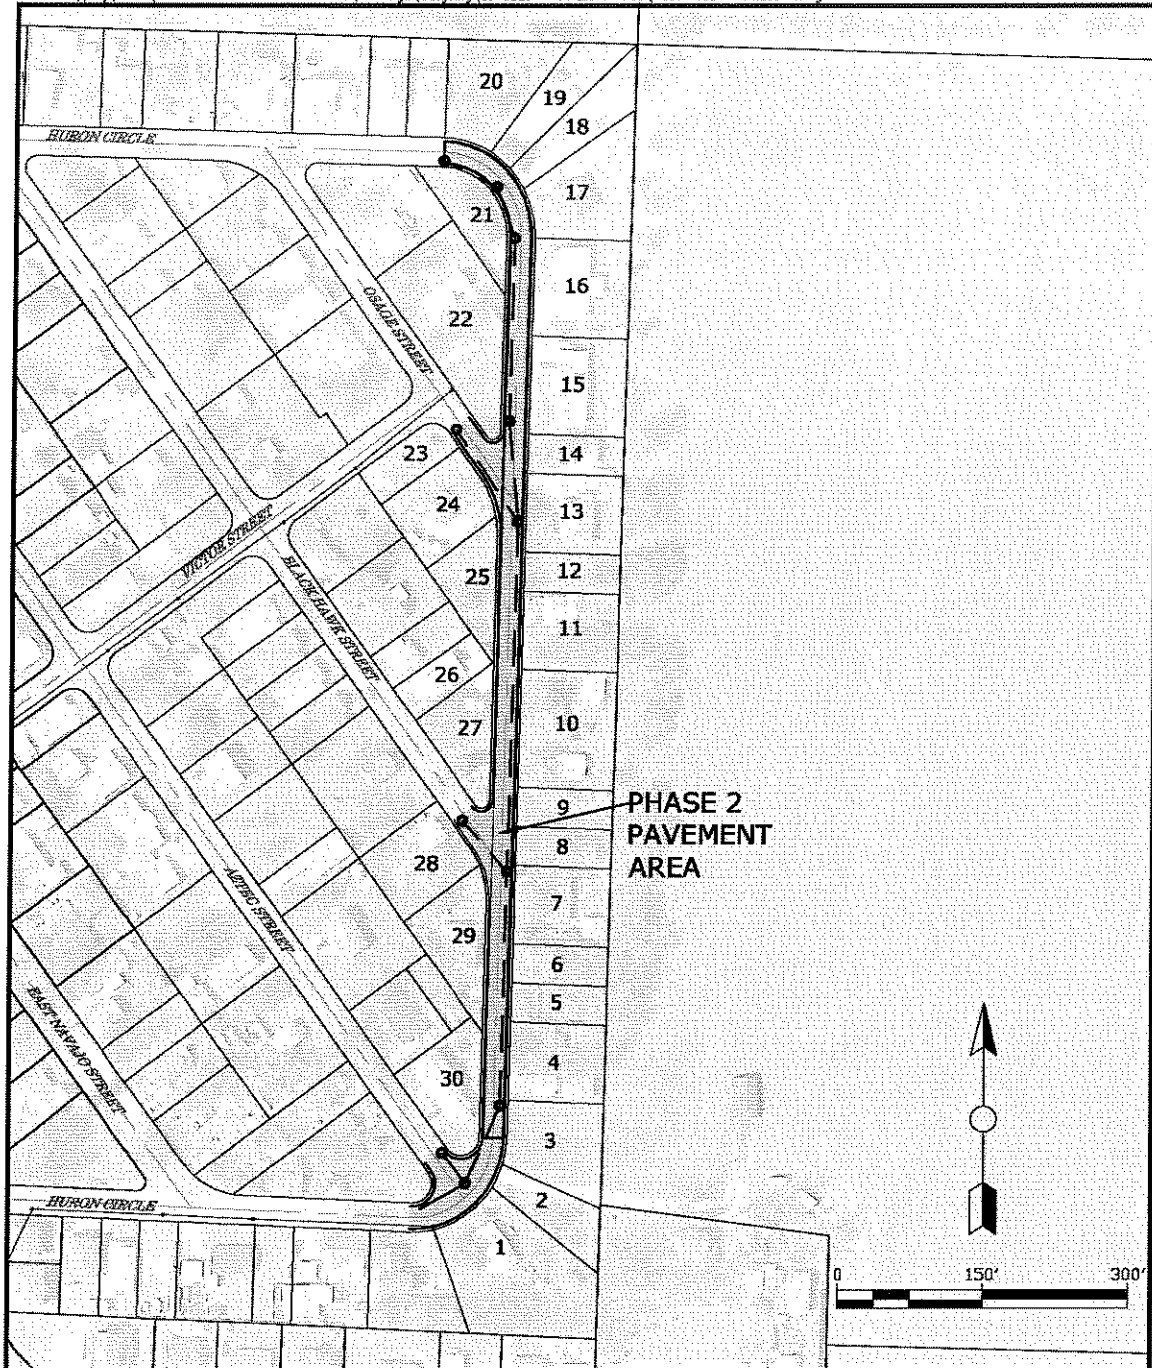 20
19
18
HURON CIRCLE
17
21
16
OSAGE STREET
22
15
23
14
24
13
VICTOR STREET
12
25
BLACK HAWK STREET
11
26
10
27
9
PHASE 2
PAVEMENT
AREA
8
28
7
AZTEC STREET
29
6
5
EAST NAVAJO STREET
4
30
3
2
HURON CIRCLE
1
0 150' 300'